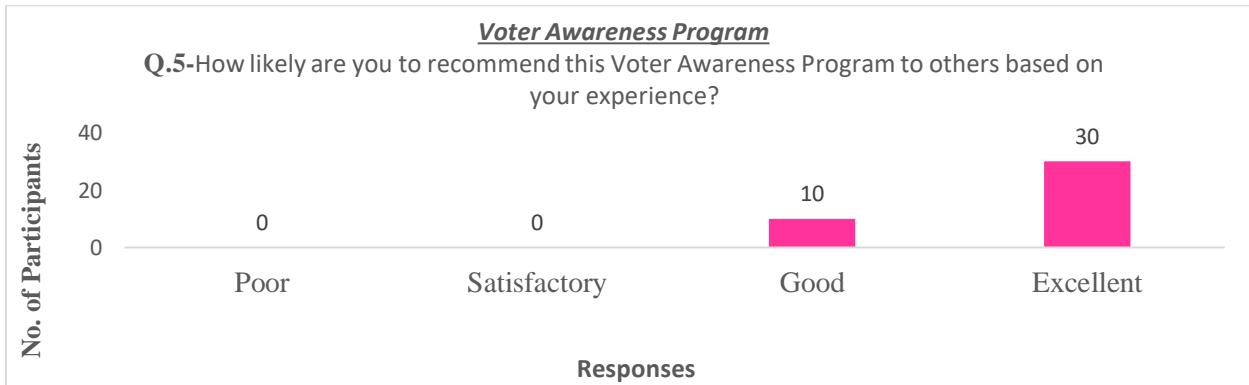 Voter Awareness Program
Q.5-How likely are you to recommend this Voter Awareness Program to others based on
your experience?
No. of Participants
40
20
0
0
0
10
30
Poor
Satisfactory
Good
Excellent
Responses